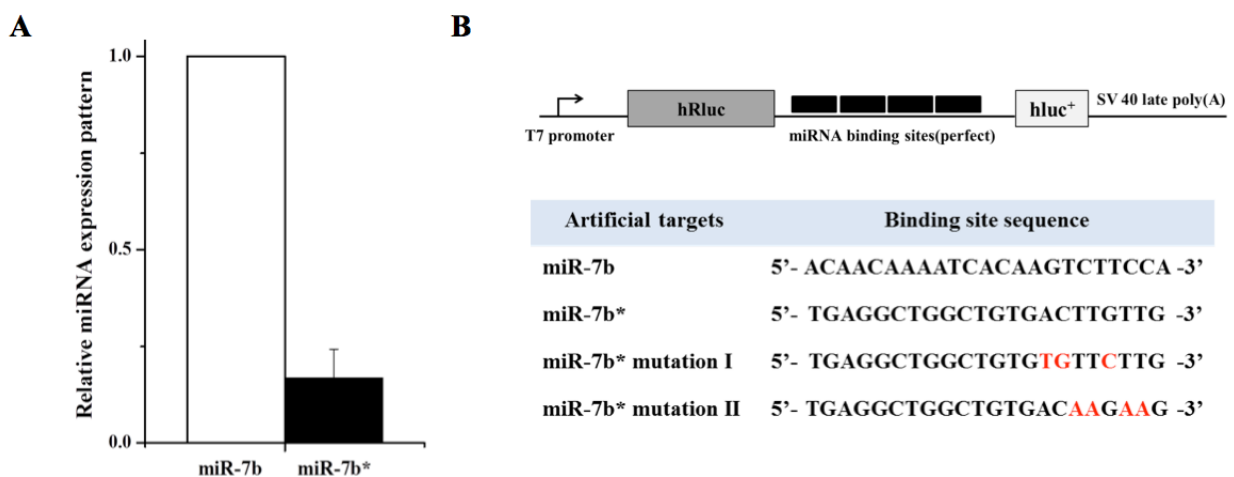 A
Relative miRNA expression pattern
1.0
0.5
0.0
miR-7b
miR-7b*
B
hRluc
hluc+
SV 40 late poly(A)
T7 promoter
miRNA binding sites(perfect)
Artificial targets Binding site sequence
miR-7b 5’- ACAACAAAATCACAAGTCTTCCA -3’
miR-7b* 5’- TGAGGCTGGCTGTGACTTGTTG -3’
miR-7b* mutation I 5’- TGAGGCTGGCTGTGTGTTCTTG -3’
miR-7b* mutation II 5’- TGAGGCTGGCTGTGACAAGAAG -3’